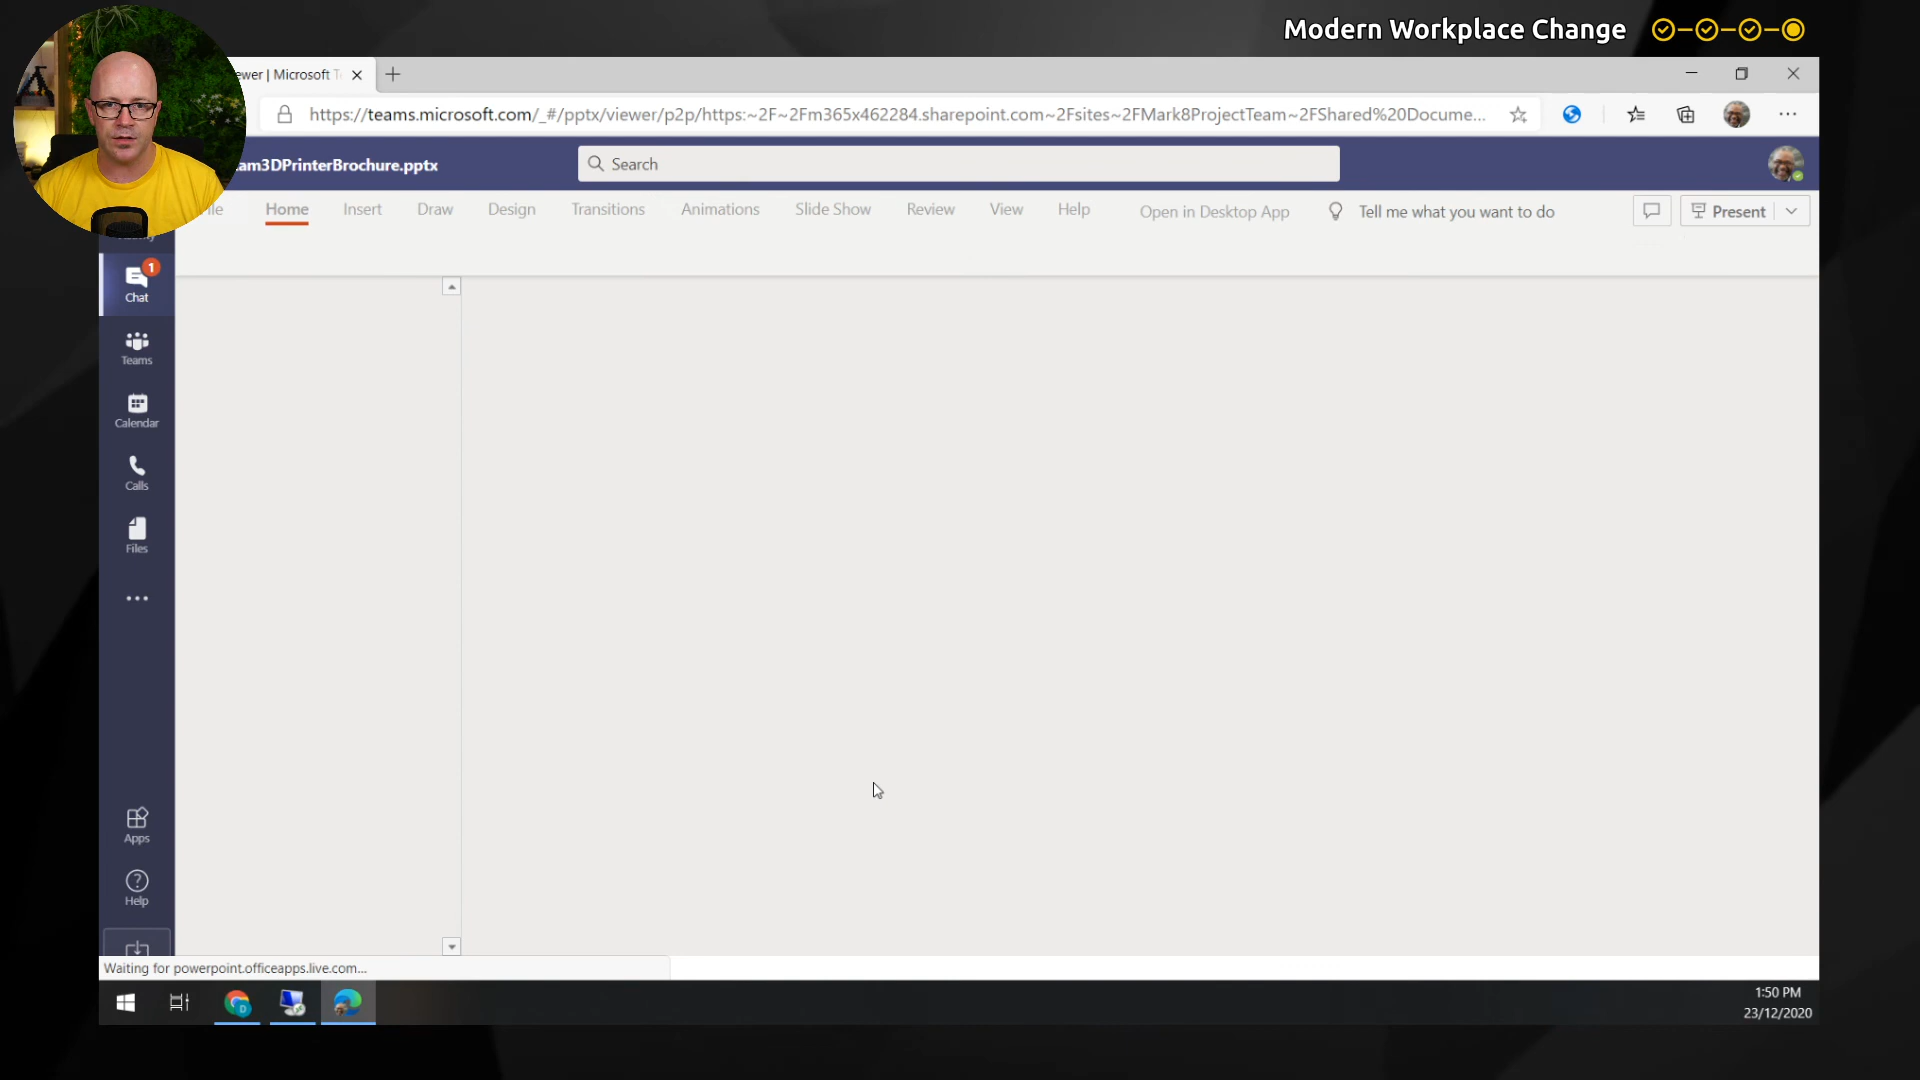 Modern Workplace Change
ewer | Microsoft T
https://teams.microsoft.com/_#/pptx/viewer/p2p/https:~2F~2Fm365x462284.sharepoint.com~2Fsites~2FMark8ProjectTeam~2FShared%20Docume...
am3DPrinterBrochure.pptx
Search
Home Insert Draw Design Transitions Animations Slide Show Review View Help Open in Desktop App Tell me what you want to do Present
1
Chat
Teams
Calendar
Calls
Files
Apps
Help
Waiting for powerpoint.officeapps.live.com...
1:50 PM
23/12/2020